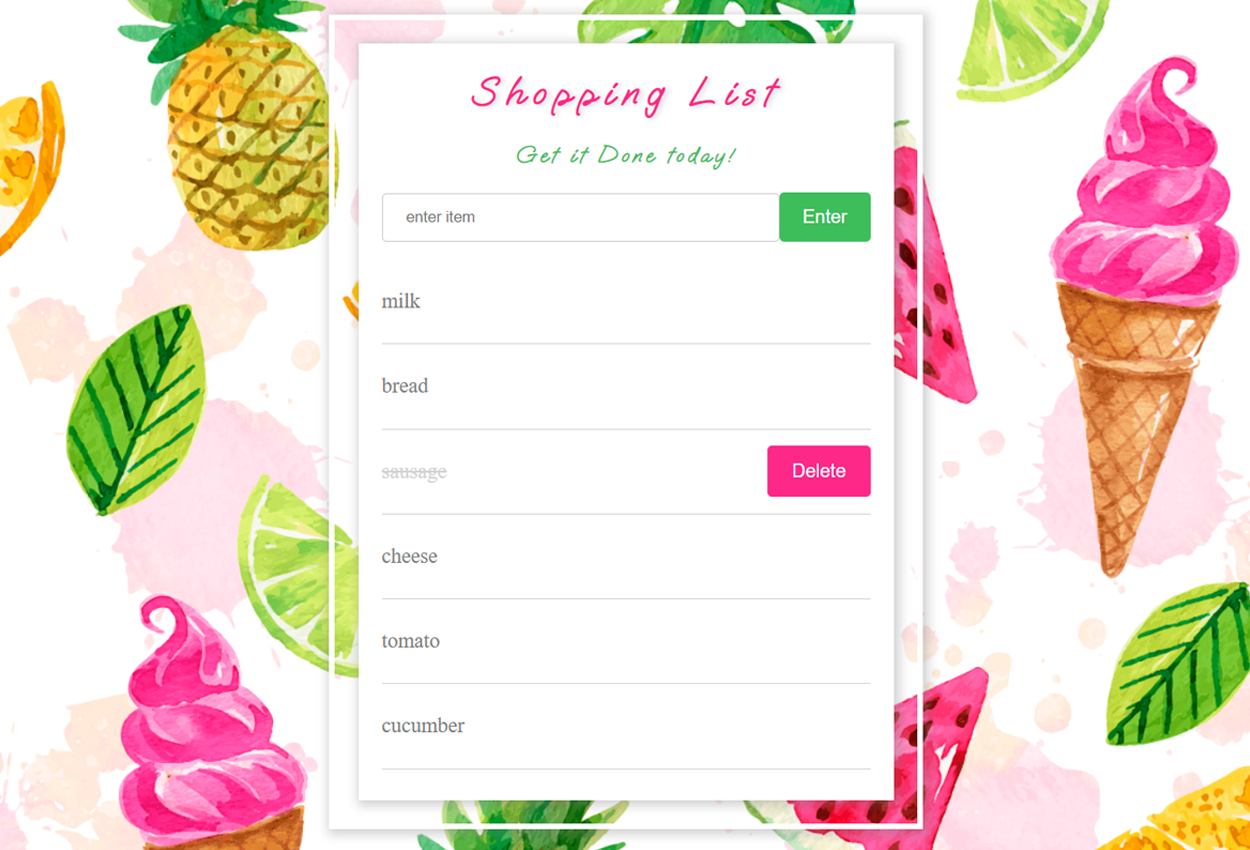 Shopping List
Get it Done today!
enter item Enter
milk
bread
sausage Delete
cheese
tomato
cucumber